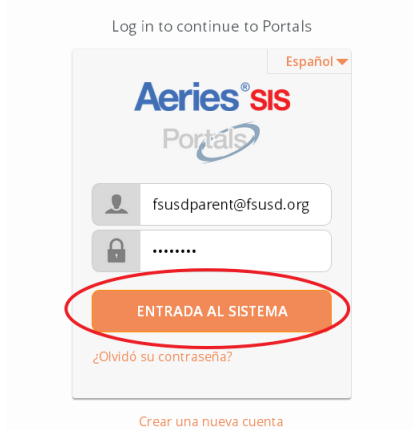 Log in to continue to Portals
Español
Aeries® SIS
Portals
fsusdparent@fsusd.org
••••••••
ENTRADA AL SISTEMA
¿Olvidó su contraseña?
Crear una nueva cuenta